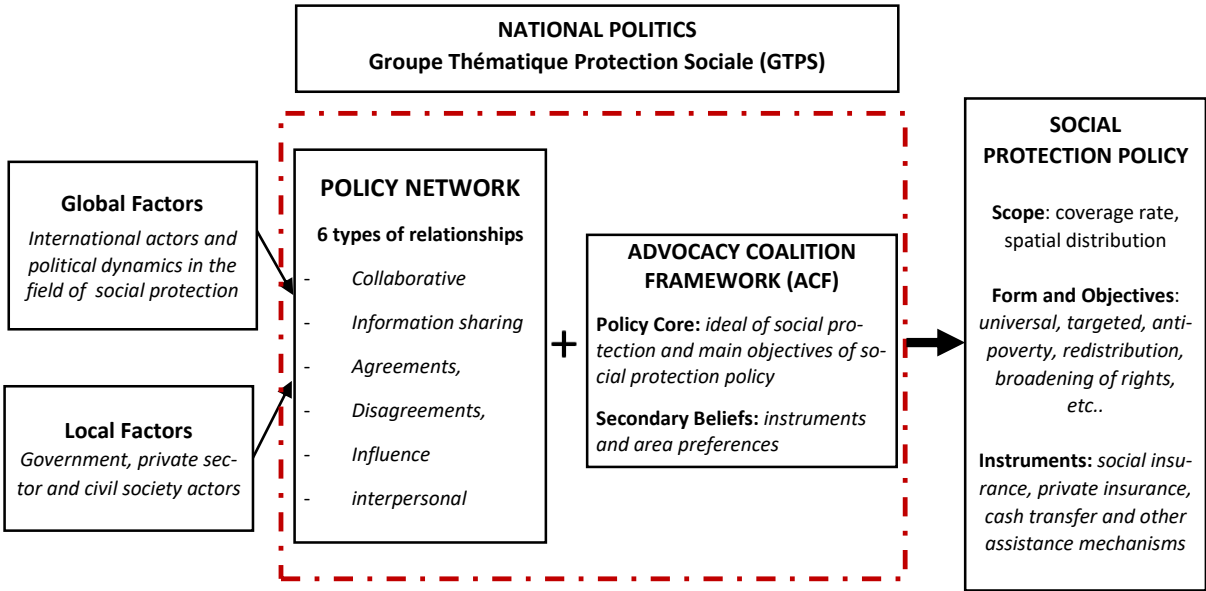 NATIONAL POLITICS
Groupe Thématique Protection Sociale (GTPS)
Global Factors
International actors and
political dynamics in the
field of social protection
Local Factors
Government, private sec-
tor and civil society actors
POLICY NETWORK
6 types of relationships
- Collaborative
- Information sharing
- Agreements,
- Disagreements,
- Influence
- interpersonal
+
ADVOCACY COALITION
FRAMEWORK (ACF)
Policy Core: ideal of social pro-
tection and main objectives of so-
cial protection policy
Secondary Beliefs: instruments
and area preferences
SOCIAL
PROTECTION POLICY
Scope: coverage rate,
spatial distribution
Form and Objectives:
universal, targeted, anti-
poverty, redistribution,
broadening of rights,
etc..
Instruments: social insu-
rance, private insurance,
cash transfer and other
assistance mechanisms